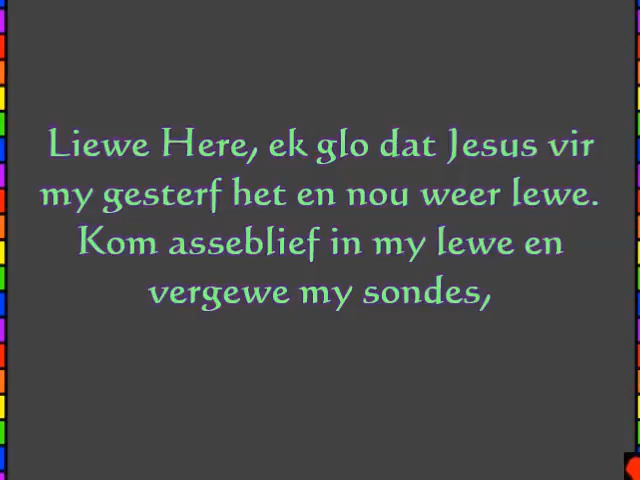 Liewe Here, ek glo dat Jesus vir
my gesterf het en nou weer lewe.
Kom asseblief in my lewe en
vergewe my sondes,